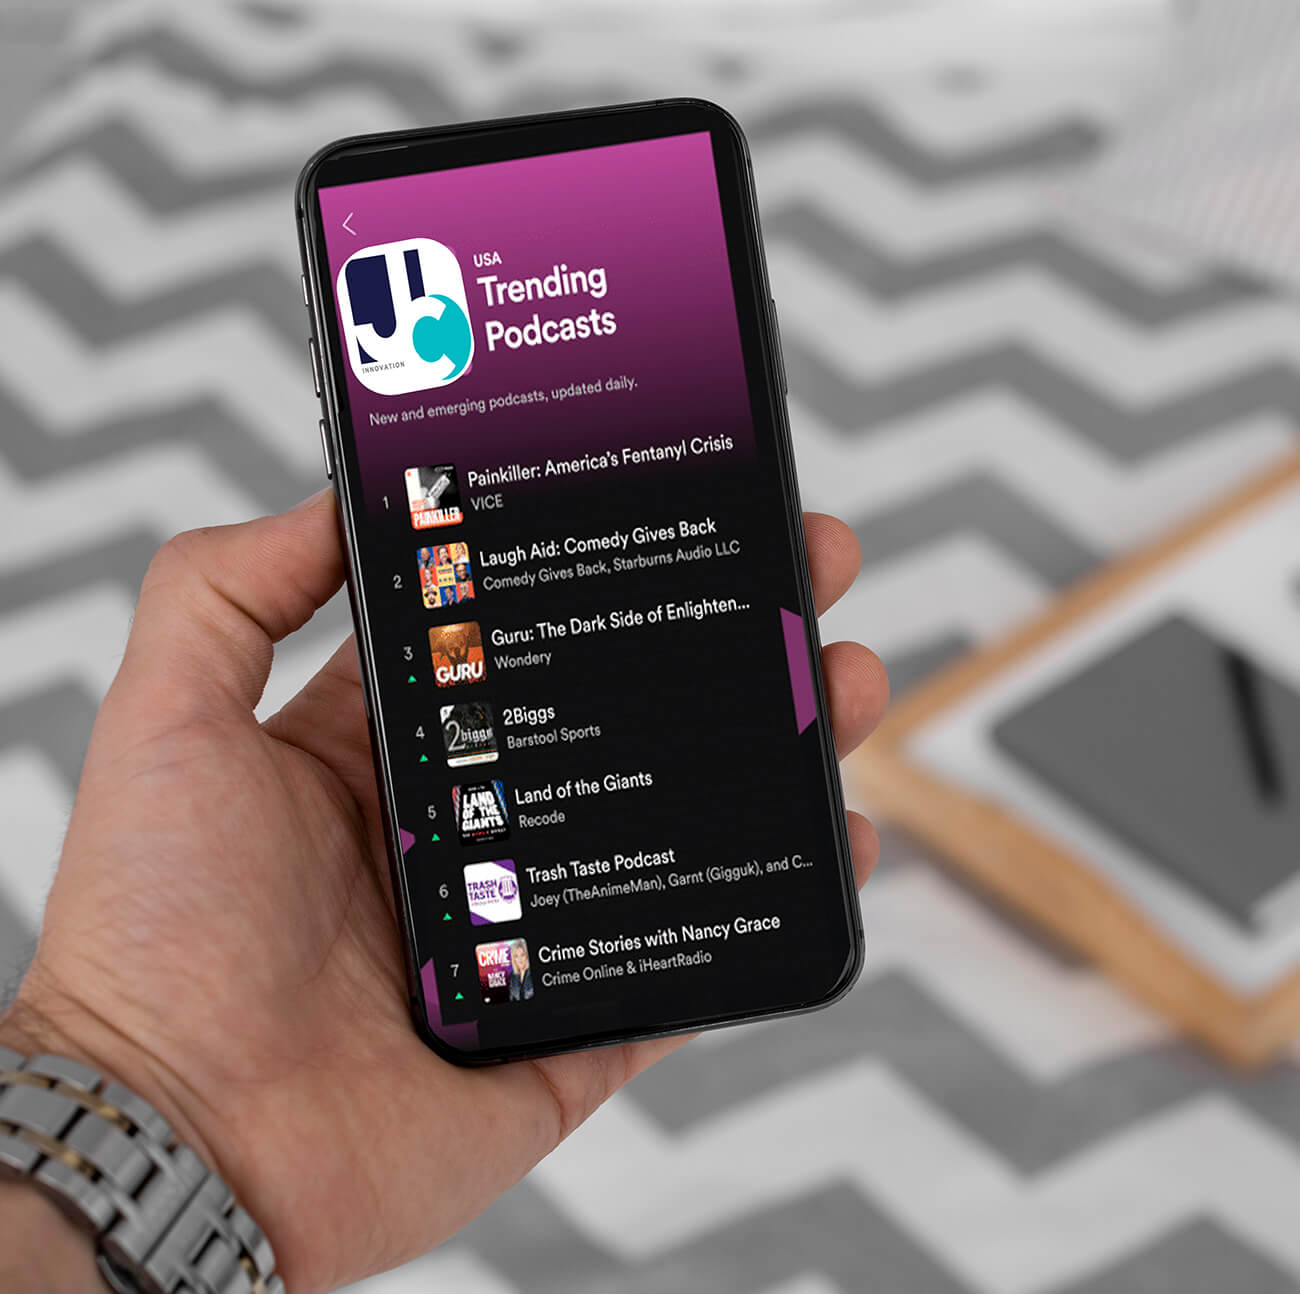 JC
INNOVATION
USA
Trending
Podcasts
New and emerging podcasts, updated daily.
1
PAINKILLER
Painkiller: America's Fentanyl Crisis
VICE
2
Laugh Aid: Comedy Gives Back
Comedy Gives Back, Starburns Audio LLC
3
GURU
Guru: The Dark Side of Enlighten...
Wondery
4
2biggs
2Biggs
Barstool Sports
5
LAND
OF THE
GIANTS
Land of the Giants
Recode
6
TRASH
TASTE
Trash Taste Podcast
Joey (TheAnimeMan), Garnt (Gigguk), and C...
7
CRIME
NANCY
GRACE
Crime Stories with Nancy Grace
Crime Online & iHeartRadio